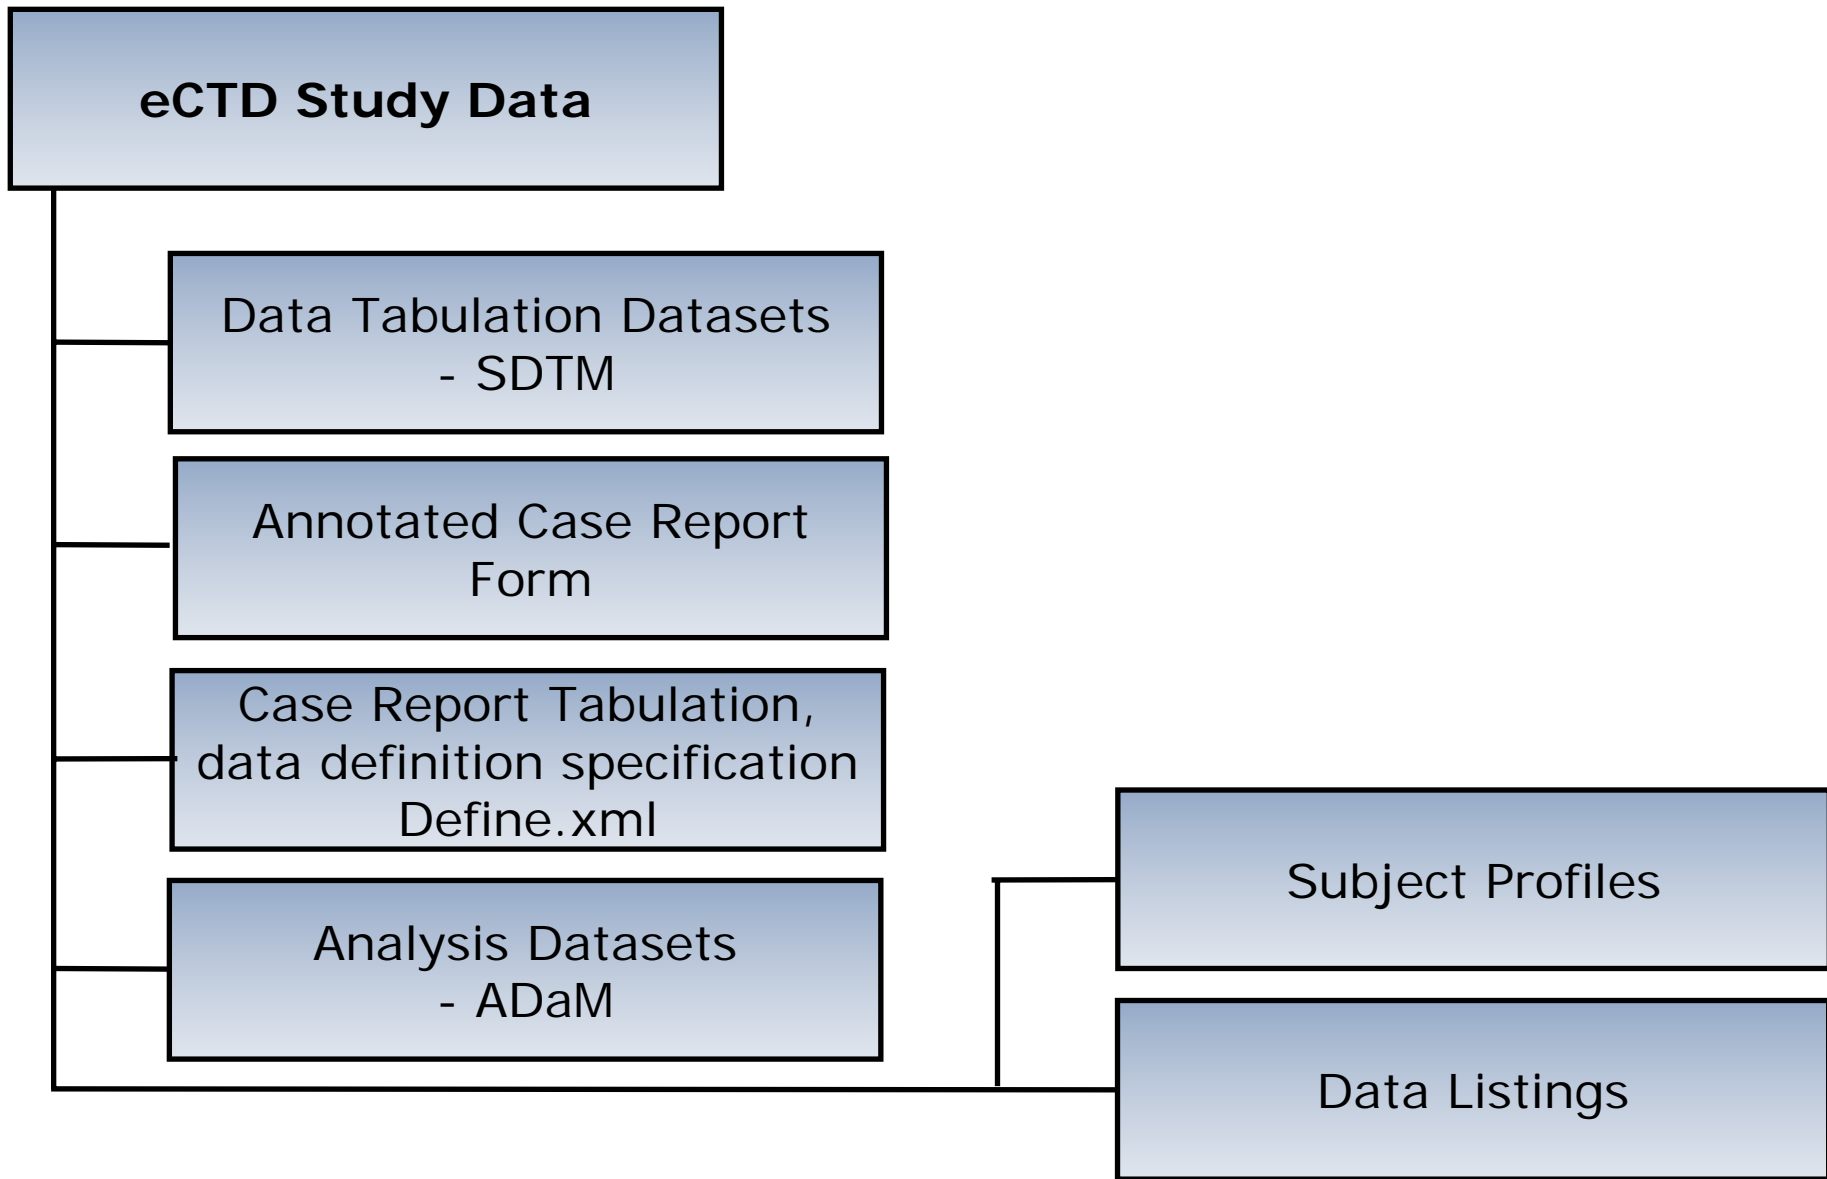 eCTD Study Data
Data Tabulation Datasets
- SDTM
Annotated Case Report
Form
Case Report Tabulation,
data definition specification
Define.xml
Analysis Datasets
- ADaM
Subject Profiles
Data Listings